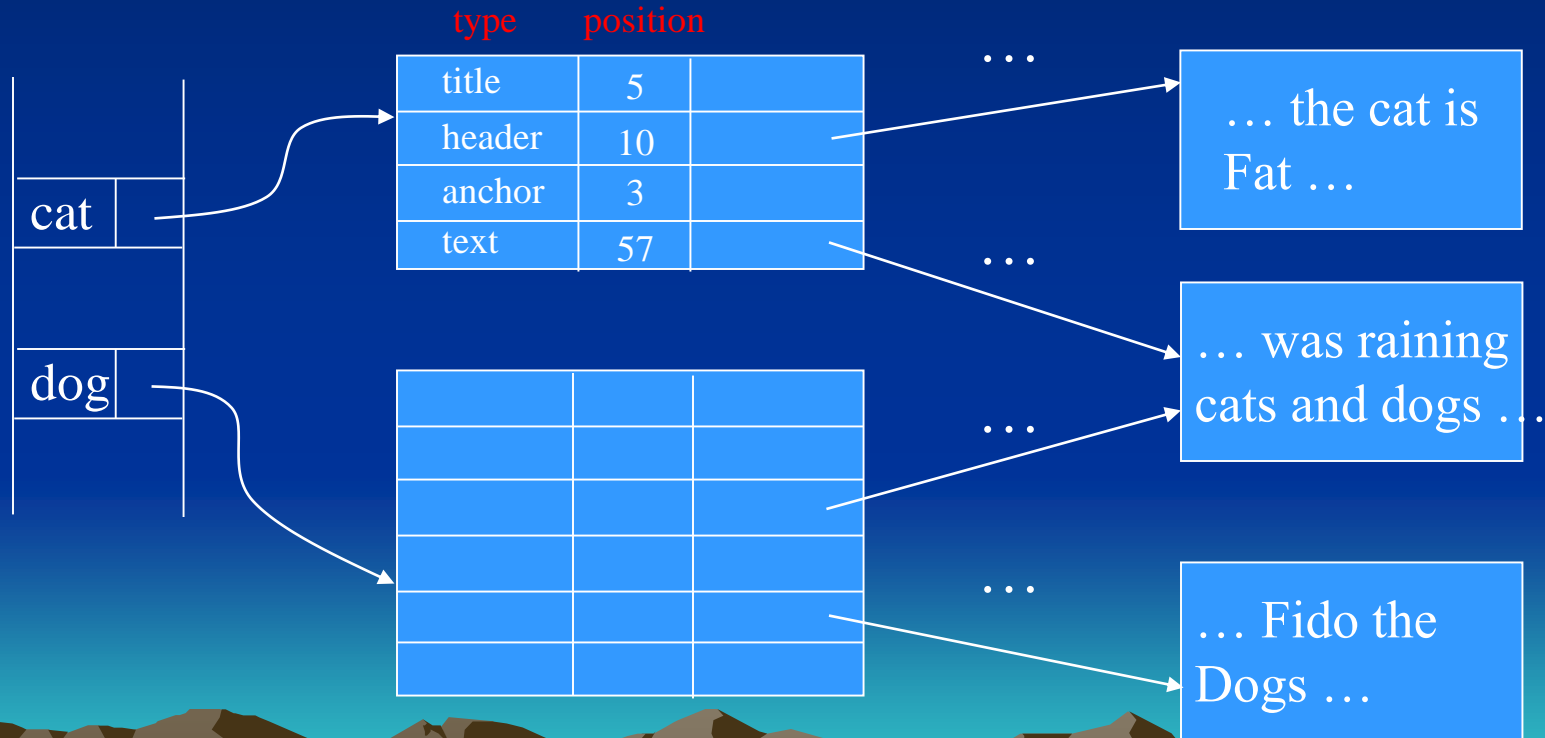 type position
title 5
header 10
anchor 3
text 57
cat
dog
…
…
…
…
… the cat is
Fat …
… was raining
cats and dogs …
… Fido the
Dogs …